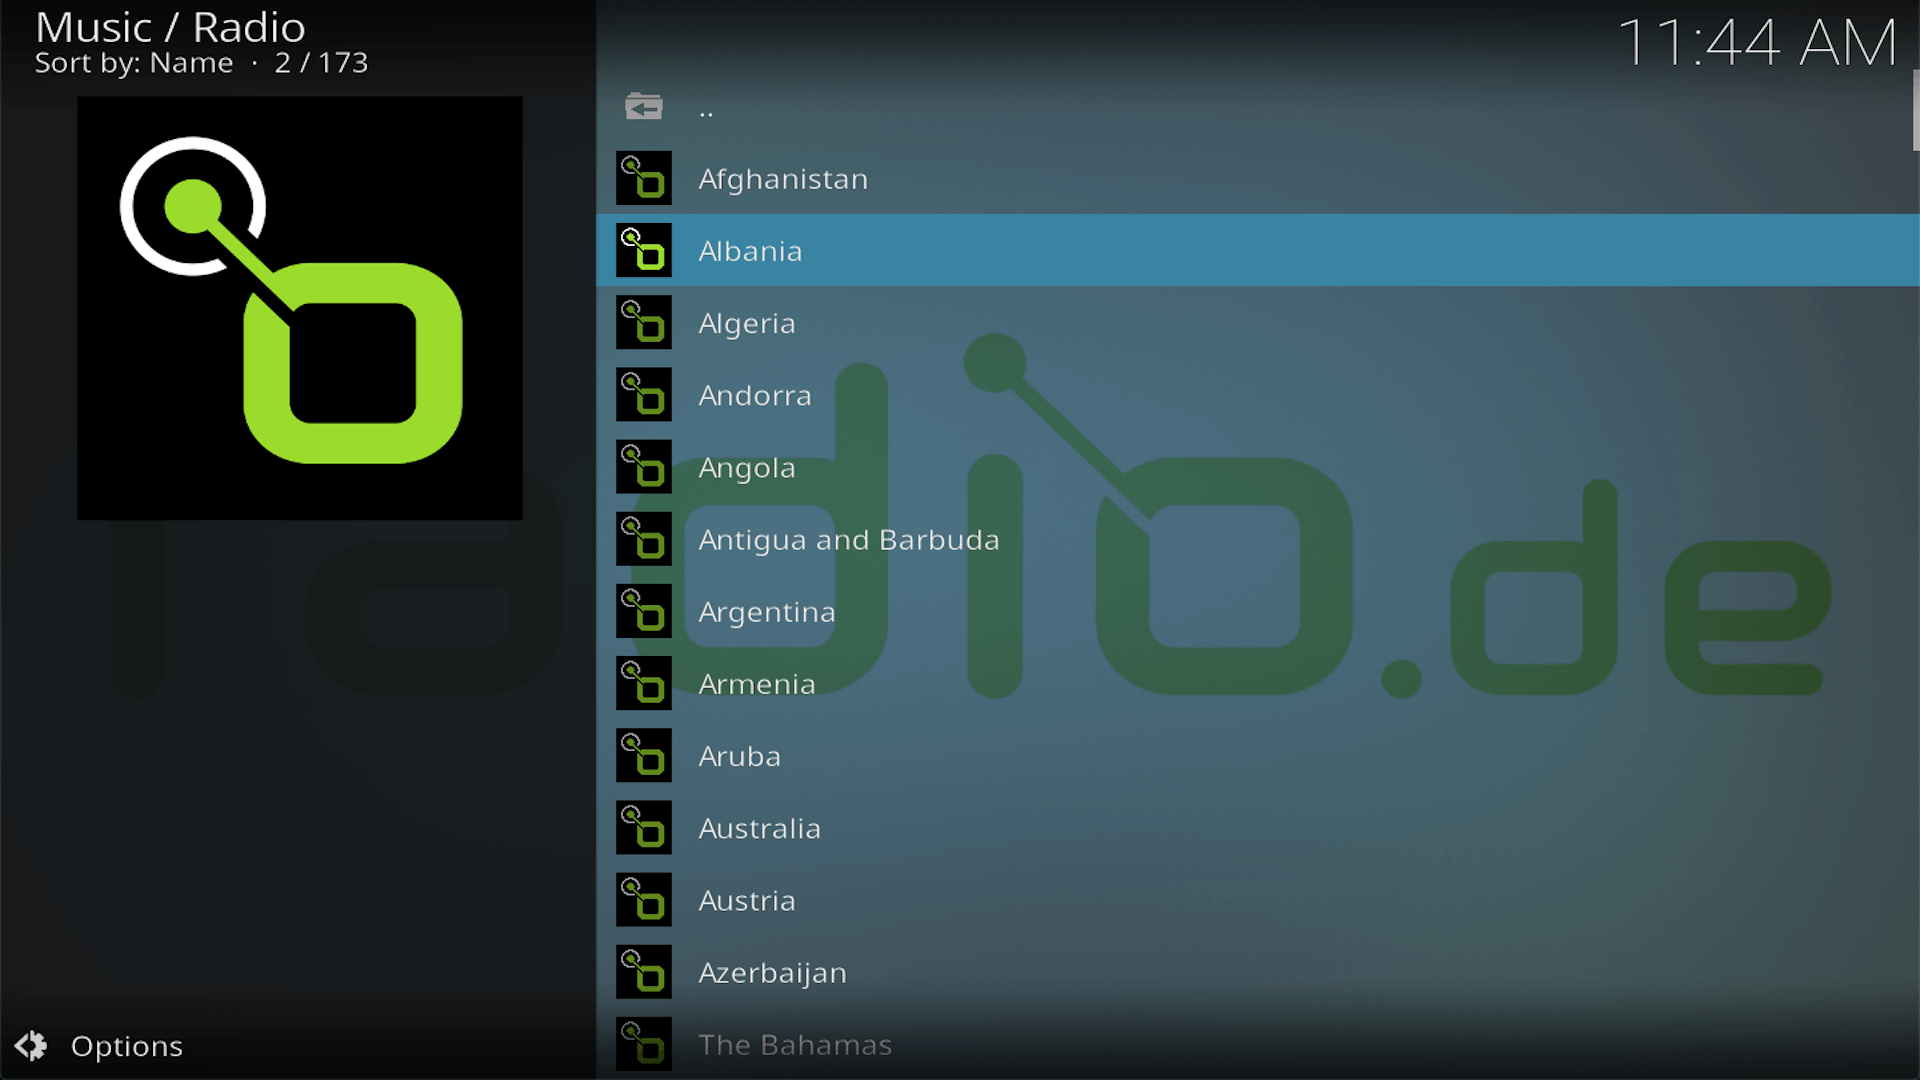 Music / Radio
Sort by: Name · 2 / 173
11:44 AM
..
Afghanistan
Albania
Algeria
Andorra
Angola
Antigua and Barbuda
Argentina
Armenia
Aruba
Australia
Austria
Azerbaijan
The Bahamas
radio.de
Options